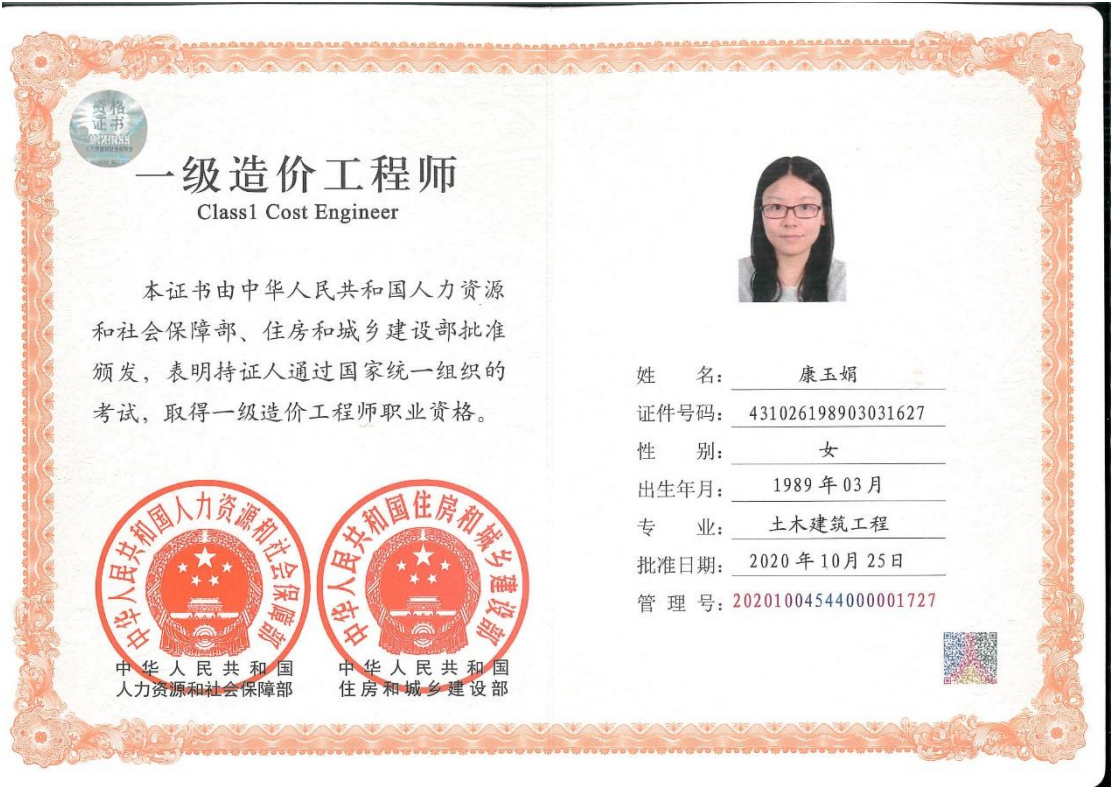 资格
证书
一级造价工程师
Class1 Cost Engineer
本证书由中华人民共和国人力资源
和社会保障部、住房和城乡建设部批准
颁发，表明持证人通过国家统一组织的
考试，取得一级造价工程师职业资格。
中华人民共和国人力资源和社会保障部
中华人民共和国
人力资源和社会保障部
中华人民共和国住房和城乡建设部
中华人民共和国
住房和城乡建设部
姓 名：康玉娟
证件号码：431026198903031627
性 别：女
出生年月：1989年03月
专 业：土木建筑工程
批准日期：2020年10月25日
管 理 号：20201004544000001727